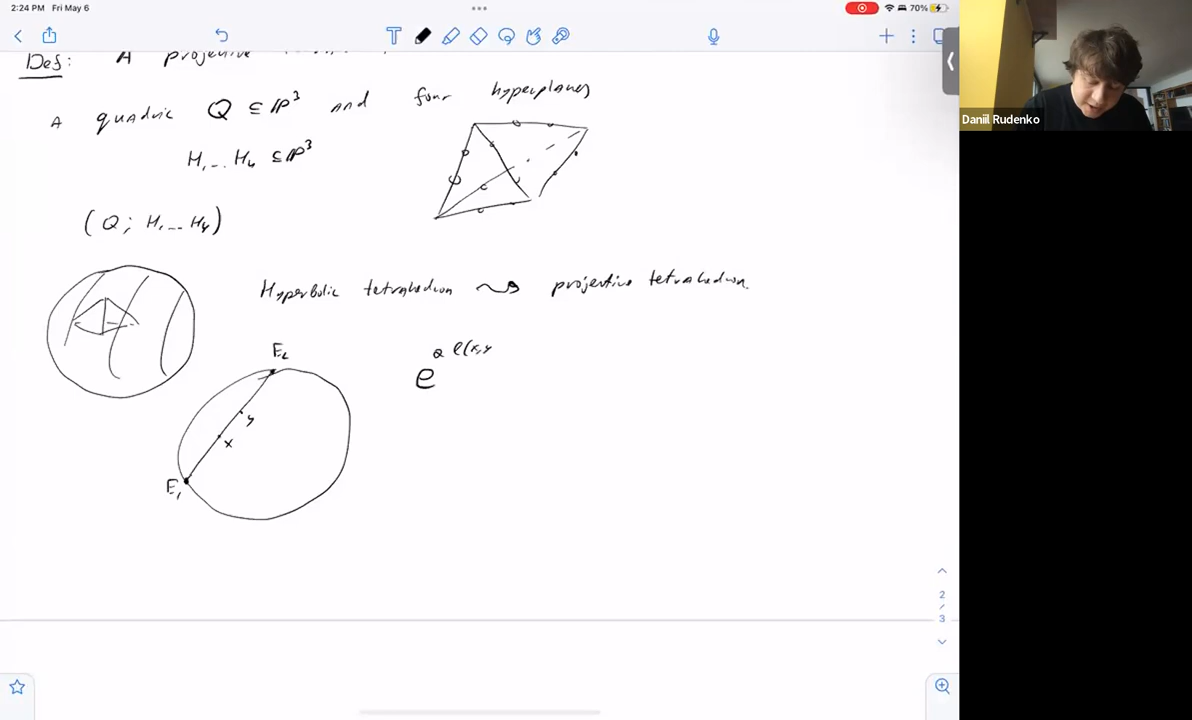 2:24 PM Fri May 6
70%
Def: A projective
A quadric Q ⊆ ℙ³ and four hyperplanes
H₁ ... H₄ ⊆ ℙ³
(Q; H₁ ... H₄)
Hyperbolic tetrahedron ⇝ projective tetrahedron.
E₂
e^{2 ℓ(x,y
y
x
E₁
2
/
3
Daniil Rudenko